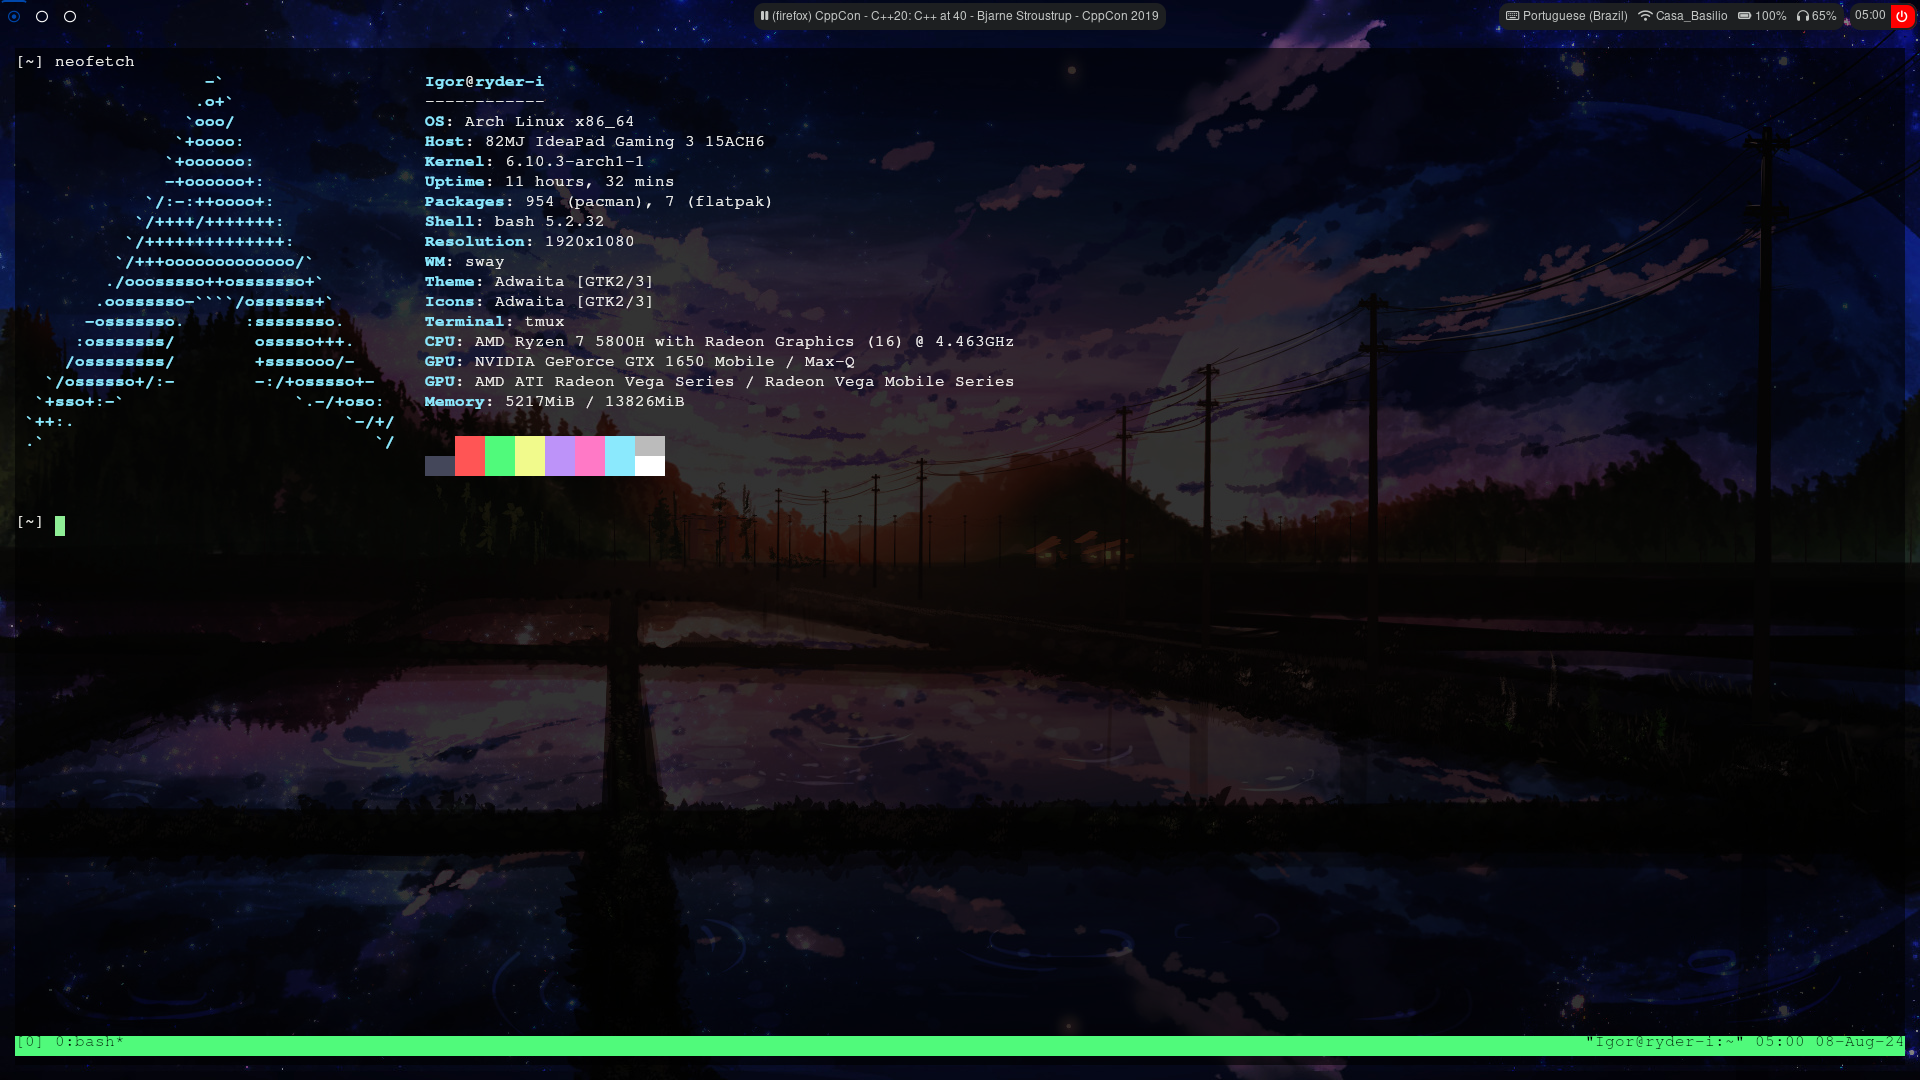 (firefox) CppCon - C++20: C++ at 40 - Bjarne Stroustrup - CppCon 2019
Portuguese (Brazil) Casa_Basilio 100% 65% 05:00
[~] neofetch
-`
.o+`
`ooo/
`+oooo:
`+oooooo:
-+oooooo+:
`/:-:++oooo+:
`/++++/+++++++:
`/++++++++++++++:
`/+++ooooooooooooo/`
./ooosssso++osssssso+`
.oossssso-````/ossssss+`
-osssssso.      :ssssssso.
:osssssss/        osssso+++.
/ossssssss/        +ssssooo/-
`/ossssso+/:-        -:/+osssso+-
`+sso+:-`                 `.-/+oso:
`++:.                           `-/+/
.`                                 `/
Igor@ryder-i
------------
OS: Arch Linux x86_64
Host: 82MJ IdeaPad Gaming 3 15ACH6
Kernel: 6.10.3-arch1-1
Uptime: 11 hours, 32 mins
Packages: 954 (pacman), 7 (flatpak)
Shell: bash 5.2.32
Resolution: 1920x1080
WM: sway
Theme: Adwaita [GTK2/3]
Icons: Adwaita [GTK2/3]
Terminal: tmux
CPU: AMD Ryzen 7 5800H with Radeon Graphics (16) @ 4.463GHz
GPU: NVIDIA GeForce GTX 1650 Mobile / Max-Q
GPU: AMD ATI Radeon Vega Series / Radeon Vega Mobile Series
Memory: 5217MiB / 13826MiB
[~]
[0] 0:bash* "Igor@ryder-i:~" 05:00 08-Aug-24